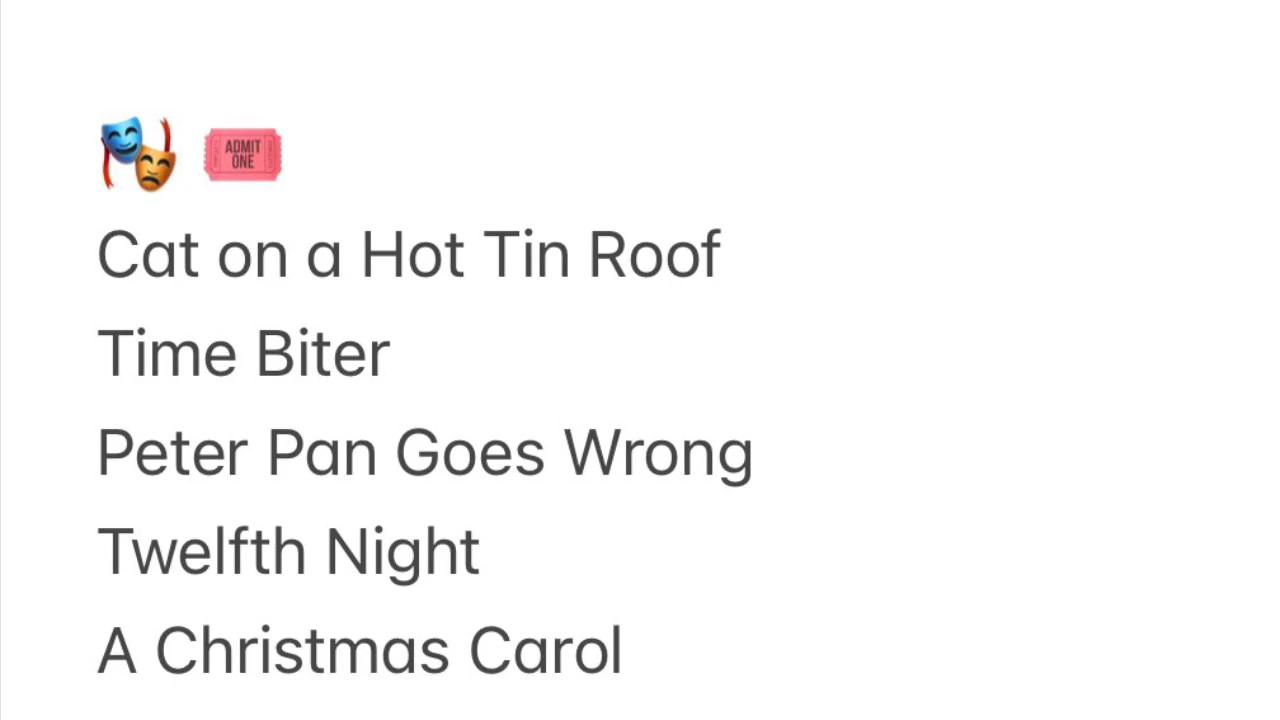 🎭 🎟️ ADMIT ONE
Cat on a Hot Tin Roof
Time Biter
Peter Pan Goes Wrong
Twelfth Night
A Christmas Carol